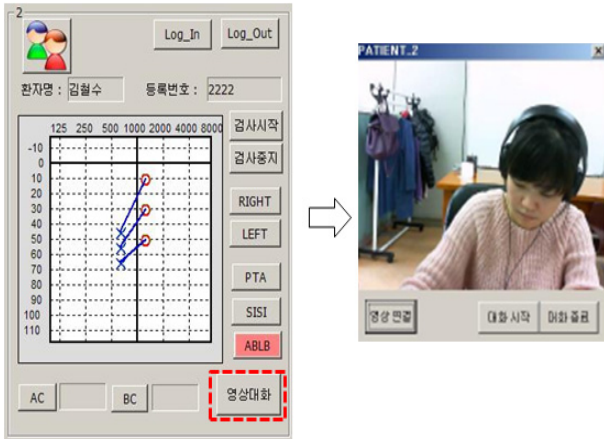 2
Log_In
Log_Out
환자명 : 김철수
등록번호 : 2222
125 250 500 1000 2000 4000 8000
-10
0
10
20
30
40
50
60
70
80
90
100
110
검사시작
검사중지
RIGHT
LEFT
PTA
SISI
ABLB
AC
BC
영상대화
PATIENT_2
영상 연결
대화 시작
대화 종료